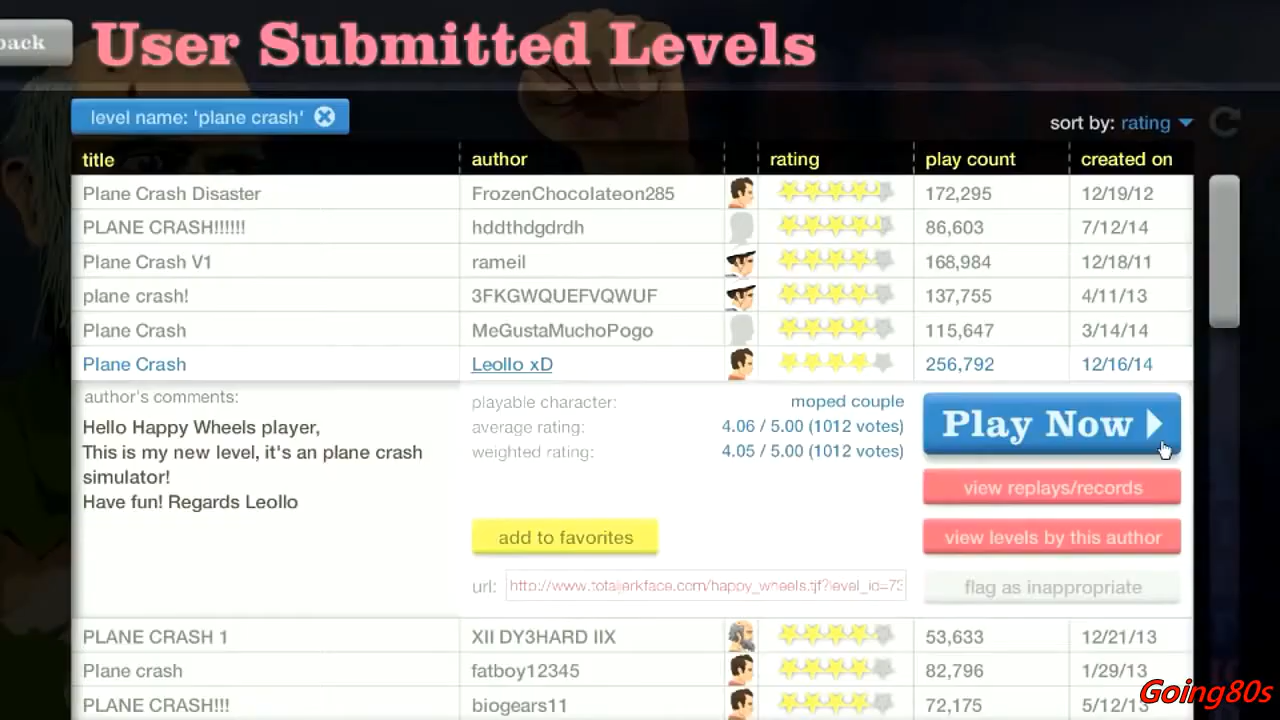 back
User Submitted Levels
level name: 'plane crash'
sort by: rating
title author rating play count created on
Plane Crash Disaster FrozenChocolateon285 172,295 12/19/12
PLANE CRASH!!!!!! hddthdgdrdh 86,603 7/12/14
Plane Crash V1 rameil 168,984 12/18/11
plane crash! 3FKGWQUEFVQWUF 137,755 4/11/13
Plane Crash MeGustaMuchoPogo 115,647 3/14/14
Plane Crash Leollo xD 256,792 12/16/14
author's comments:
Hello Happy Wheels player,
This is my new level, it's an plane crash
simulator!
Have fun! Regards Leollo
playable character: moped couple
average rating: 4.06 / 5.00 (1012 votes)
weighted rating: 4.05 / 5.00 (1012 votes)
add to favorites
url: http://www.totaljerkface.com/happy_wheels.tjf?level_id=73
Play Now
view replays/records
view levels by this author
flag as inappropriate
PLANE CRASH 1 XII DY3HARD IIX 53,633 12/21/13
Plane crash fatboy12345 82,796 1/29/13
PLANE CRASH!!! biogears11 72,175 5/12/13
Going80s